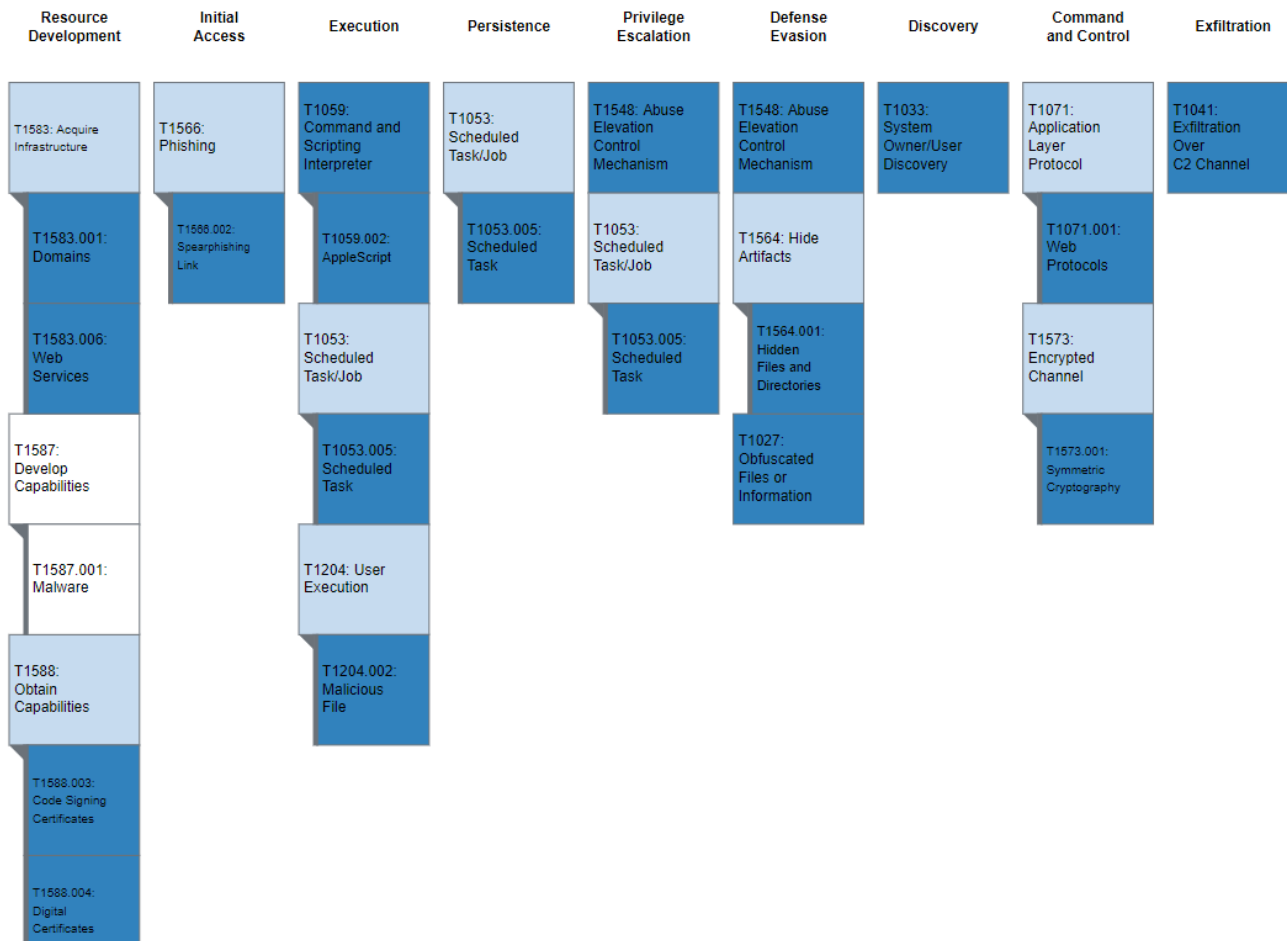 Resource
Development
Initial
Access
Execution
Persistence
Privilege
Escalation
Defense
Evasion
Discovery
Command
and Control
Exfiltration
T1583: Acquire
Infrastructure
T1583.001:
Domains
T1583.006:
Web
Services
T1587:
Develop
Capabilities
T1587.001:
Malware
T1588:
Obtain
Capabilities
T1588.003:
Code Signing
Certificates
T1588.004:
Digital
Certificates
T1566:
Phishing
T1566.002:
Spearphishing
Link
T1059:
Command and
Scripting
Interpreter
T1059.002:
AppleScript
T1053:
Scheduled
Task/Job
T1053.005:
Scheduled
Task
T1204: User
Execution
T1204.002:
Malicious
File
T1053:
Scheduled
Task/Job
T1053.005:
Scheduled
Task
T1548: Abuse
Elevation
Control
Mechanism
T1053:
Scheduled
Task/Job
T1053.005:
Scheduled
Task
T1548: Abuse
Elevation
Control
Mechanism
T1564: Hide
Artifacts
T1564.001:
Hidden
Files and
Directories
T1027:
Obfuscated
Files or
Information
T1033:
System
Owner/User
Discovery
T1071:
Application
Layer
Protocol
T1071.001:
Web
Protocols
T1573:
Encrypted
Channel
T1573.001:
Symmetric
Cryptography
T1041:
Exfiltration
Over
C2 Channel